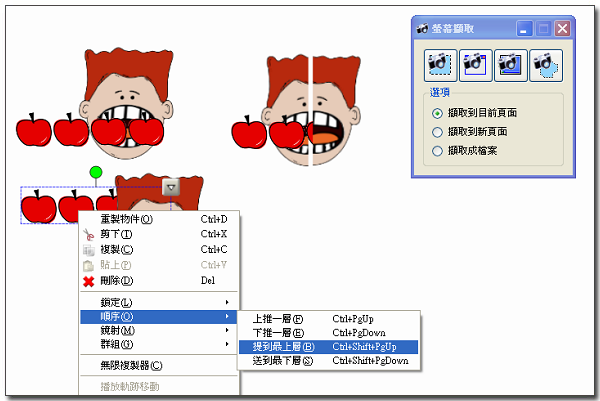 螢幕擷取
選項
擷取到目前頁面
擷取到新頁面
擷取成檔案
重製物件(O) Ctrl+D
剪下(T) Ctrl+X
複製(C) Ctrl+C
貼上(P) Ctrl+V
刪除(D) Del
鎖定(L)
順序(O)
鏡射(M)
群組(G)
無限複製器(C)
播放軌跡移動
上推一層(F) Ctrl+PgUp
下推一層(E) Ctrl+PgDown
提到最上層(B) Ctrl+Shift+PgUp
送到最下層(S) Ctrl+Shift+PgDown